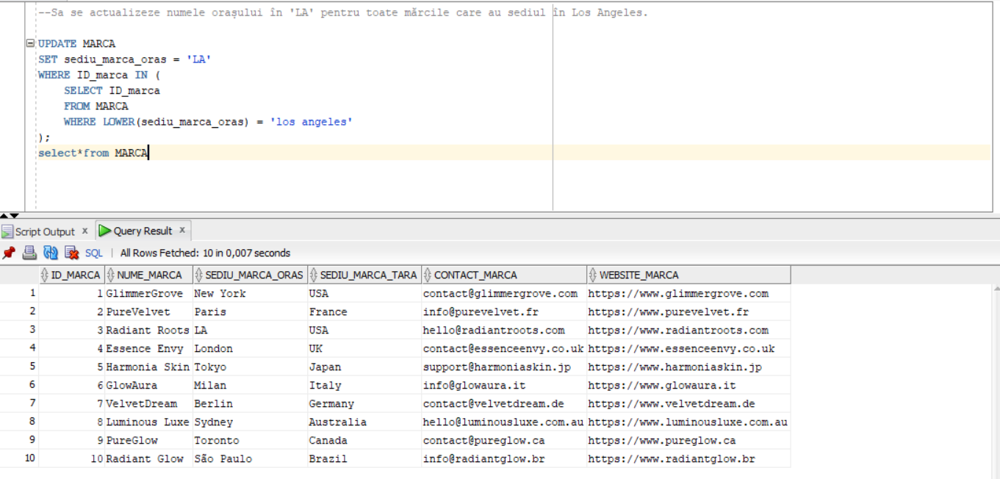 --Sa se actualizeze numele orașului în 'LA' pentru toate mărcile care au sediul în Los Angeles.
UPDATE MARCA
SET sediu_marca_oras = 'LA'
WHERE ID_marca IN (
SELECT ID_marca
FROM MARCA
WHERE LOWER(sediu_marca_oras) = 'los angeles'
);
select*from MARCA
Script Output x Query Result x
SQL | All Rows Fetched: 10 in 0,007 seconds
ID_MARCA NUME_MARCA SEDIU_MARCA_ORAS SEDIU_MARCA_TARA CONTACT_MARCA WEBSITE_MARCA
1 1 GlimmerGrove New York USA contact@glimmergrove.com https://www.glimmergrove.com
2 2 PureVelvet Paris France info@purevelvet.fr https://www.purevelvet.fr
3 3 Radiant Roots LA USA hello@radiantroots.com https://www.radiantroots.com
4 4 Essence Envy London UK contact@essenceenvy.co.uk https://www.essenceenvy.co.uk
5 5 Harmonia Skin Tokyo Japan support@harmoniaskin.jp https://www.harmoniaskin.jp
6 6 GlowAura Milan Italy info@glowaura.it https://www.glowaura.it
7 7 VelvetDream Berlin Germany contact@velvetdream.de https://www.velvetdream.de
8 8 Luminous Luxe Sydney Australia hello@luminousluxe.com.au https://www.luminousluxe.com.au
9 9 PureGlow Toronto Canada contact@pureglow.ca https://www.pureglow.ca
10 10 Radiant Glow São Paulo Brazil info@radiantglow.br https://www.radiantglow.br